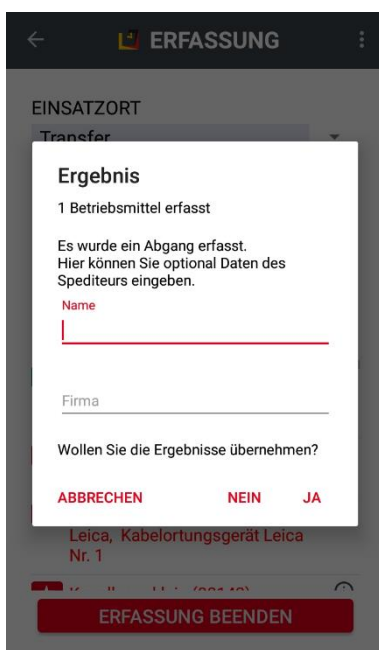 ERFASSUNG
EINSATZORT
Transfer
Ergebnis
1 Betriebsmittel erfasst
Es wurde ein Abgang erfasst.
Hier können Sie optional Daten des
Spediteurs eingeben.
Name
Firma
Wollen Sie die Ergebnisse übernehmen?
ABBRECHEN NEIN JA
Leica, Kabelortungsgerät Leica
Nr. 1
ERFASSUNG BEENDEN